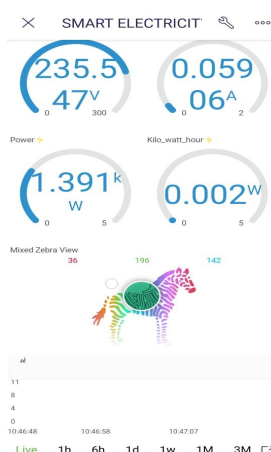 SMART ELECTRICIT
235.5
47V
0 300
0.059
06A
0 2
Power⚡
Kilo_watt_hour⚡
1.391k
W
0 5
0.002W
0 5
Mixed Zebra View
36 196 142
11
8
4
0
10:46:48 10:46:58 10:47:07
Live 1h 6h 1d 1w 1M 3M